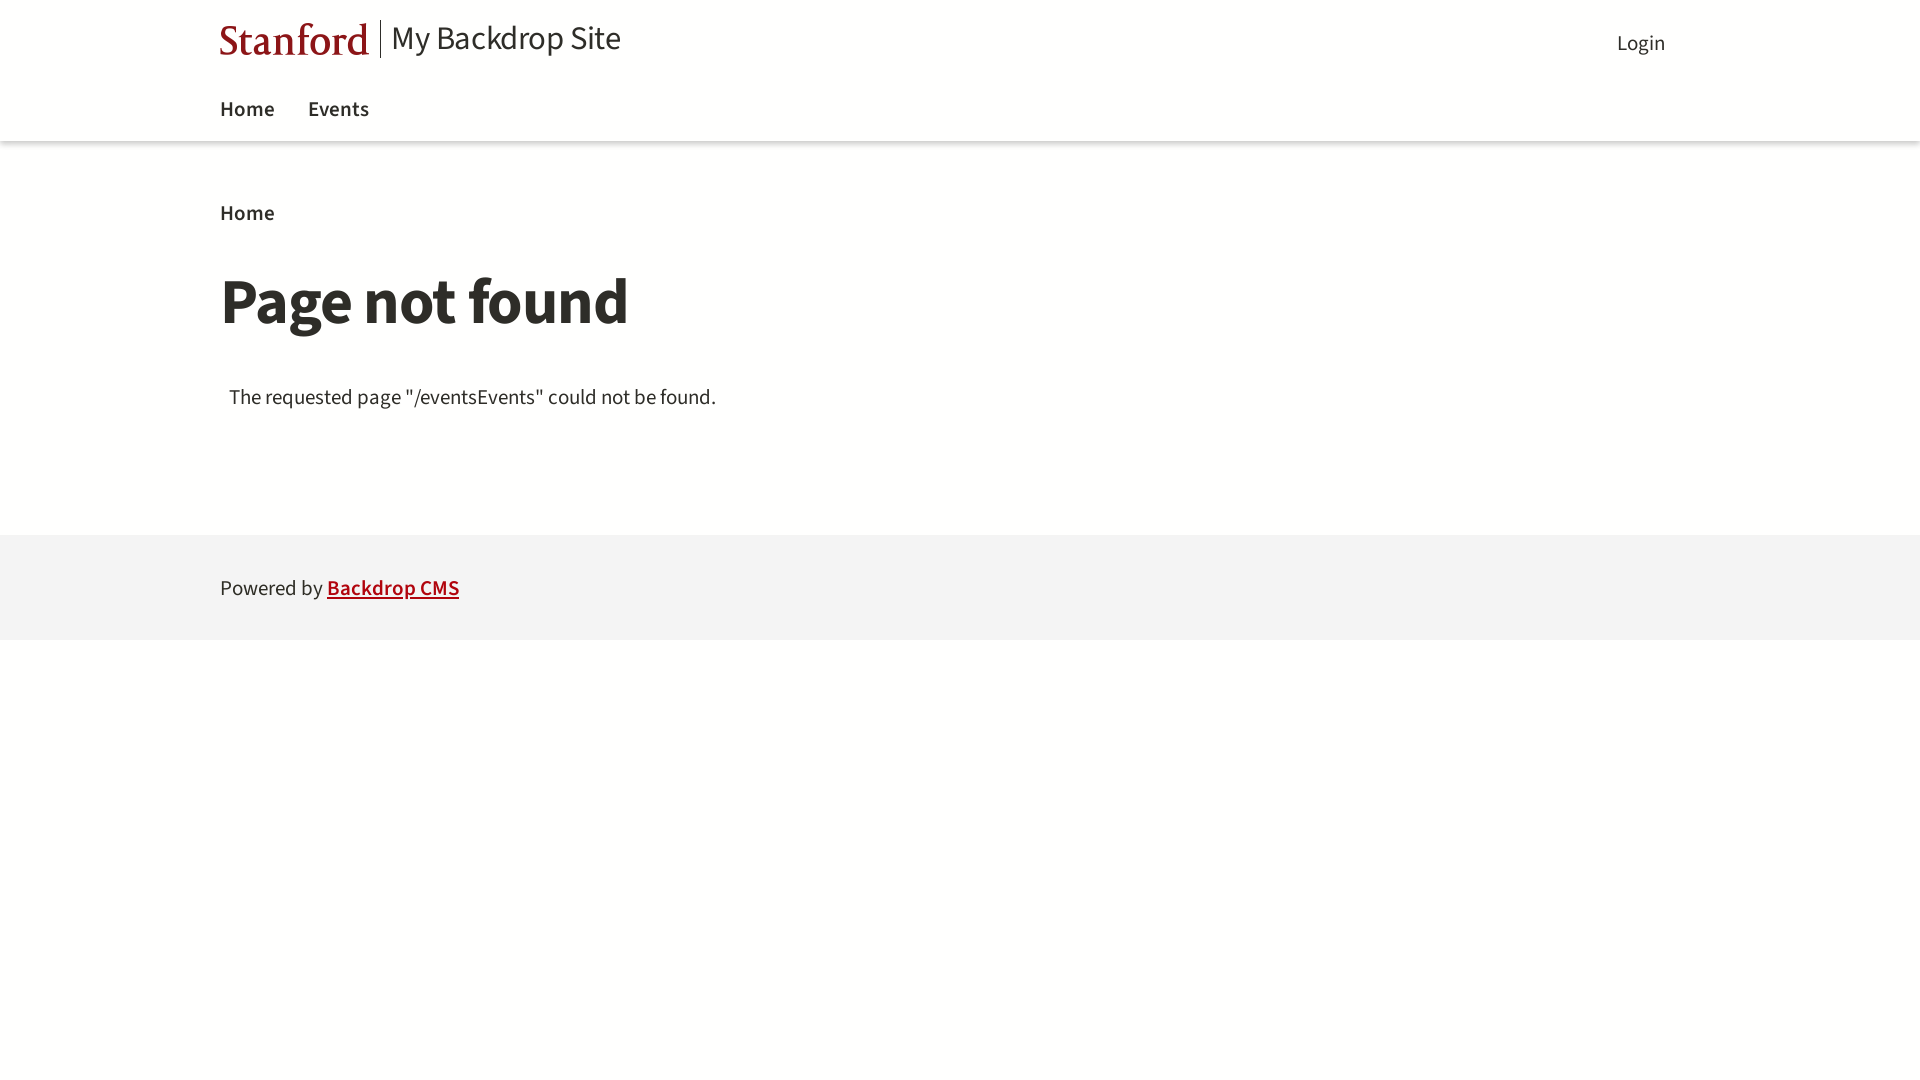 Stanford My Backdrop Site
Login
Home Events
Home
Page not found
The requested page "/eventsEvents" could not be found.
Powered by Backdrop CMS